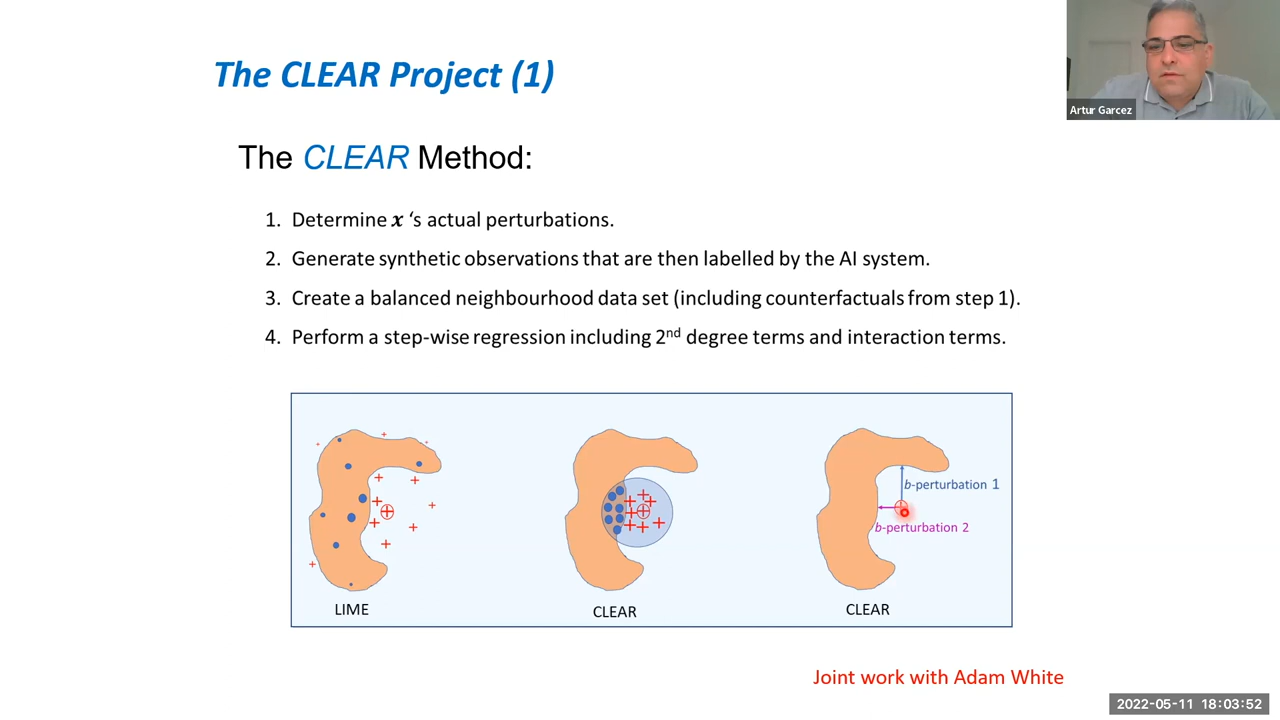 The CLEAR Project (1)
Artur Garcez
The CLEAR Method:
1. Determine x 's actual perturbations.
2. Generate synthetic observations that are then labelled by the AI system.
3. Create a balanced neighbourhood data set (including counterfactuals from step 1).
4. Perform a step-wise regression including 2nd degree terms and interaction terms.
b-perturbation 1
b-perturbation 2
LIME
CLEAR
CLEAR
Joint work with Adam White
2022-05-11 18:03:52